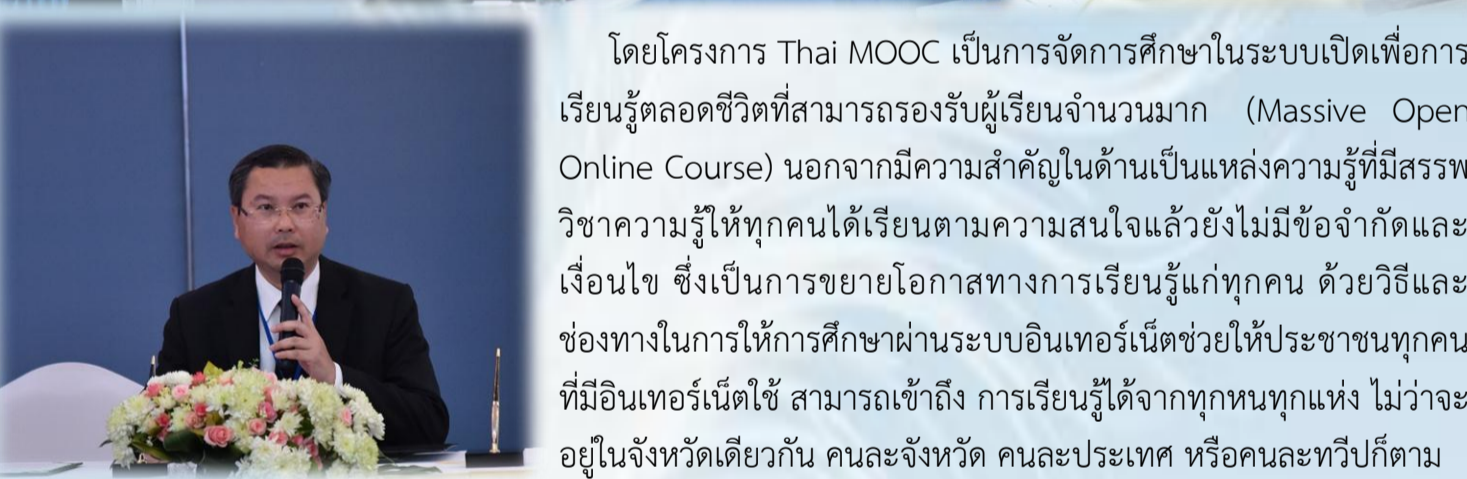 โดยโครงการ Thai MOOC เป็นการจัดการศึกษาในระบบเปิดเพื่อการ
เรียนรู้ตลอดชีวิตที่สามารถรองรับผู้เรียนจำนวนมาก (Massive Open
Online Course) นอกจากมีความสำคัญในด้านเป็นแหล่งความรู้ที่มีสรรพ
วิชาความรู้ให้ทุกคนได้เรียนตามความสนใจแล้วยังไม่มีข้อจำกัดและ
เงื่อนไข ซึ่งเป็นการขยายโอกาสทางการเรียนรู้แก่ทุกคน ด้วยวิธีและ
ช่องทางในการให้การศึกษาผ่านระบบอินเทอร์เน็ตช่วยให้ประชาชนทุกคน
ที่มีอินเทอร์เน็ตใช้ สามารถเข้าถึง การเรียนรู้ได้จากทุกหนทุกแห่ง ไม่ว่าจะ
อยู่ในจังหวัดเดียวกัน คนละจังหวัด คนละประเทศ หรือคนละทวีปก็ตาม